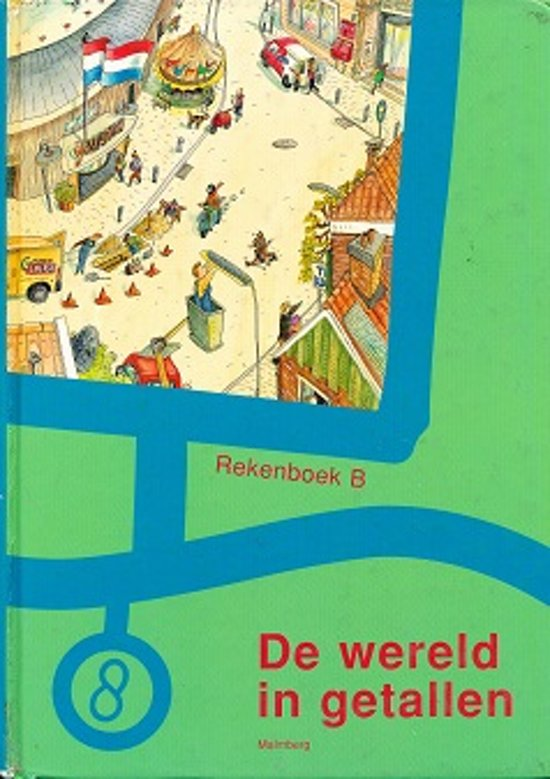 Rekenboek B
8
De wereld
in getallen
Malmberg